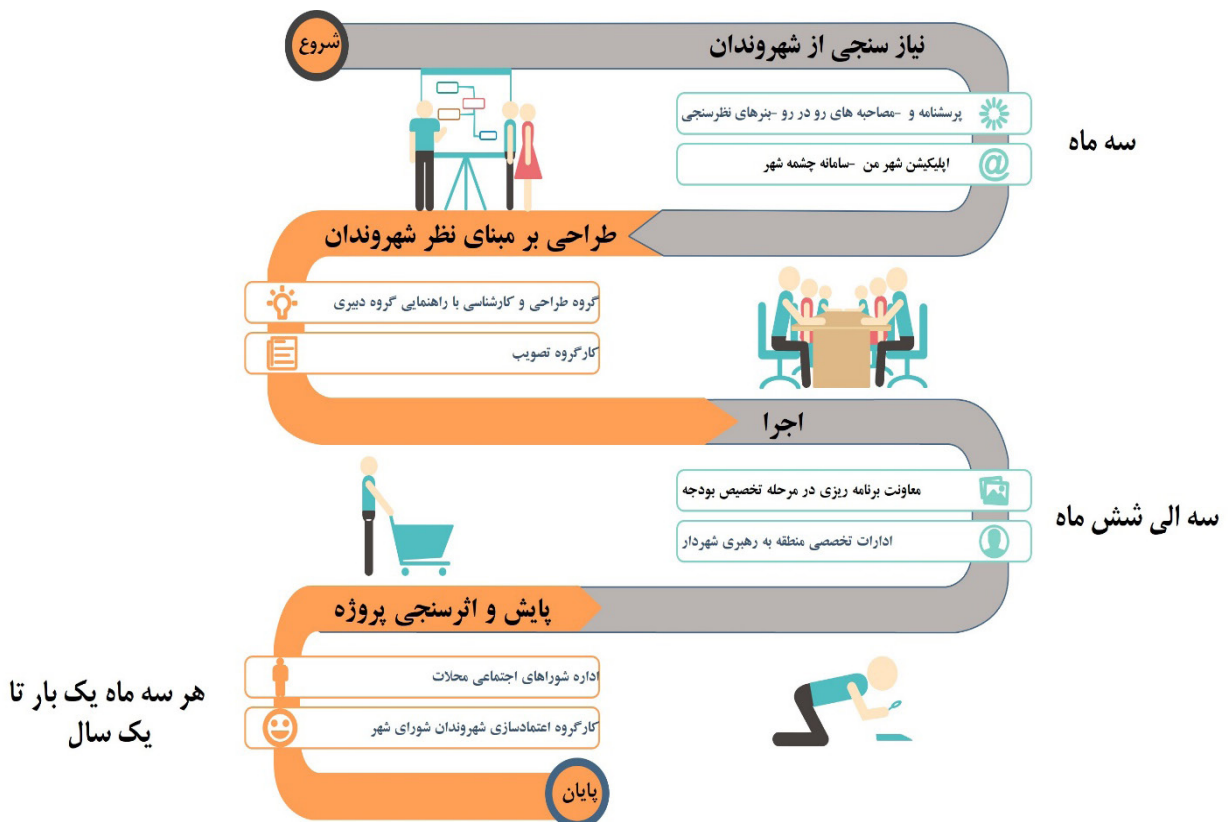 شروع
نیاز سنجی از شهروندان
پرسشنامه و -مصاحبه های رو در رو -بنرهای نظرسنجی
اپلیکیشن شهر من -سامانه چشمه شهر
سه ماه
طراحی بر مبنای نظر شهروندان
گروه طراحی و کارشناسی با راهنمایی گروه دبیری
کارگروه تصویب
اجرا
معاونت برنامه ریزی در مرحله تخصیص بودجه
ادارات تخصصی منطقه به رهبری شهردار
سه الی شش ماه
پایش و اثرسنجی پروژه
اداره شوراهای اجتماعی محلات
کارگروه اعتمادسازی شهروندان شورای شهر
هر سه ماه یک بار تا
یک سال
پایان